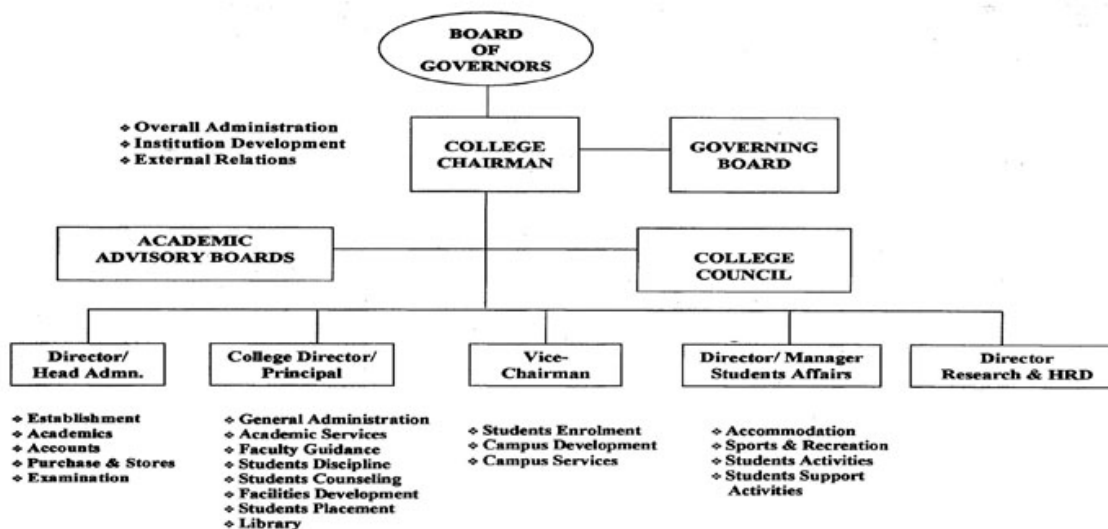 BOARD
OF
GOVERNORS
❖ Overall Administration
❖ Institution Development
❖ External Relations
COLLEGE
CHAIRMAN
GOVERNING
BOARD
ACADEMIC
ADVISORY BOARDS
COLLEGE
COUNCIL
Director/
Head Admn.
College Director/
Principal
Vice-
Chairman
Director/ Manager
Students Affairs
Director
Research & HRD
❖ Establishment
❖ Academics
❖ Accounts
❖ Purchase & Stores
❖ Examination
❖ General Administration
❖ Academic Services
❖ Faculty Guidance
❖ Students Discipline
❖ Students Counseling
❖ Facilities Development
❖ Students Placement
❖ Library
❖ Students Enrolment
❖ Campus Development
❖ Campus Services
❖ Accommodation
❖ Sports & Recreation
❖ Students Activities
❖ Students Support
Activities